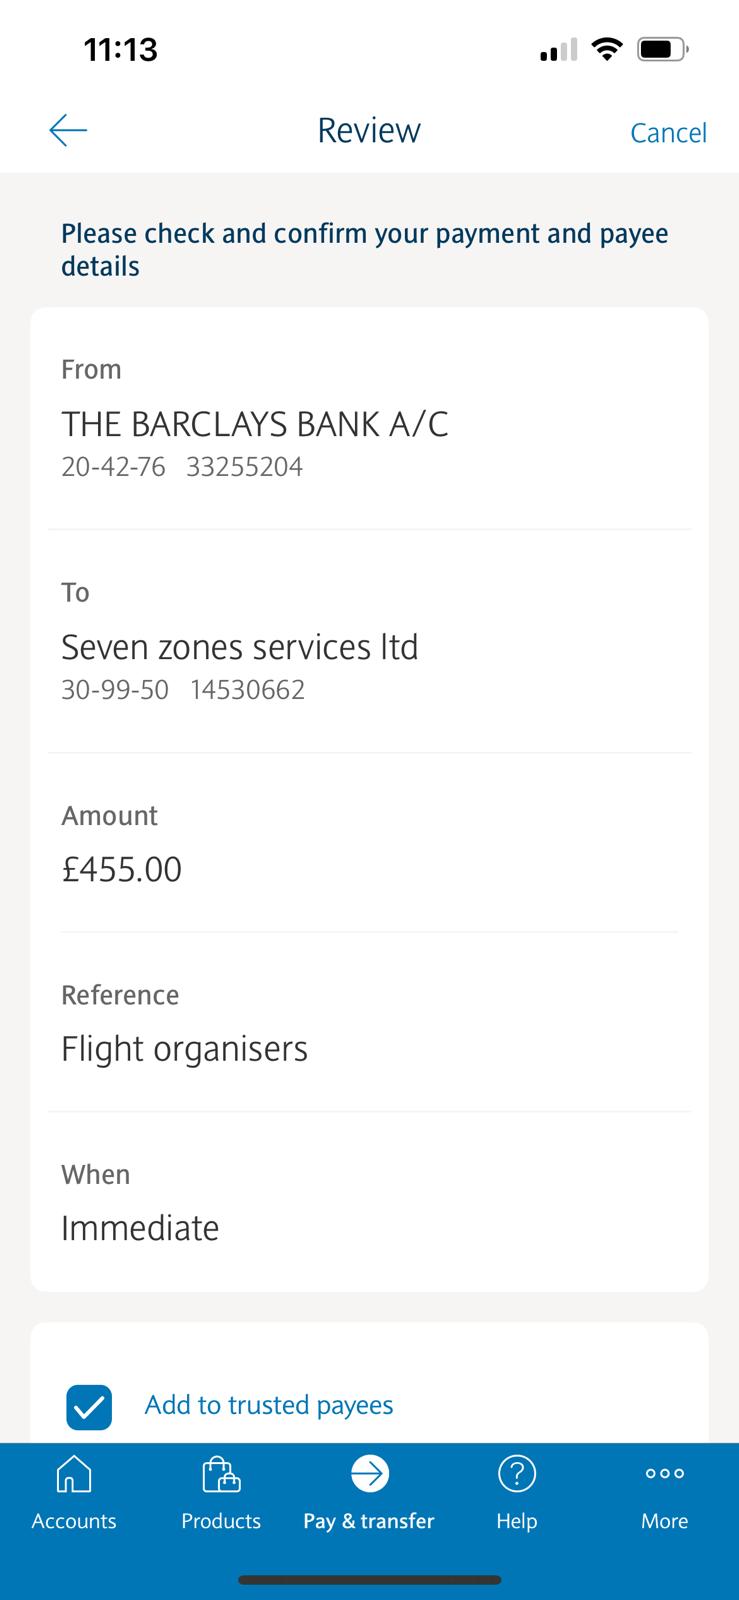 11:13
Review
Cancel
Please check and confirm your payment and payee
details
From
THE BARCLAYS BANK A/C
20-42-76 33255204
To
Seven zones services ltd
30-99-50 14530662
Amount
£455.00
Reference
Flight organisers
When
Immediate
Add to trusted payees
Accounts
Products
Pay & transfer
Help
More